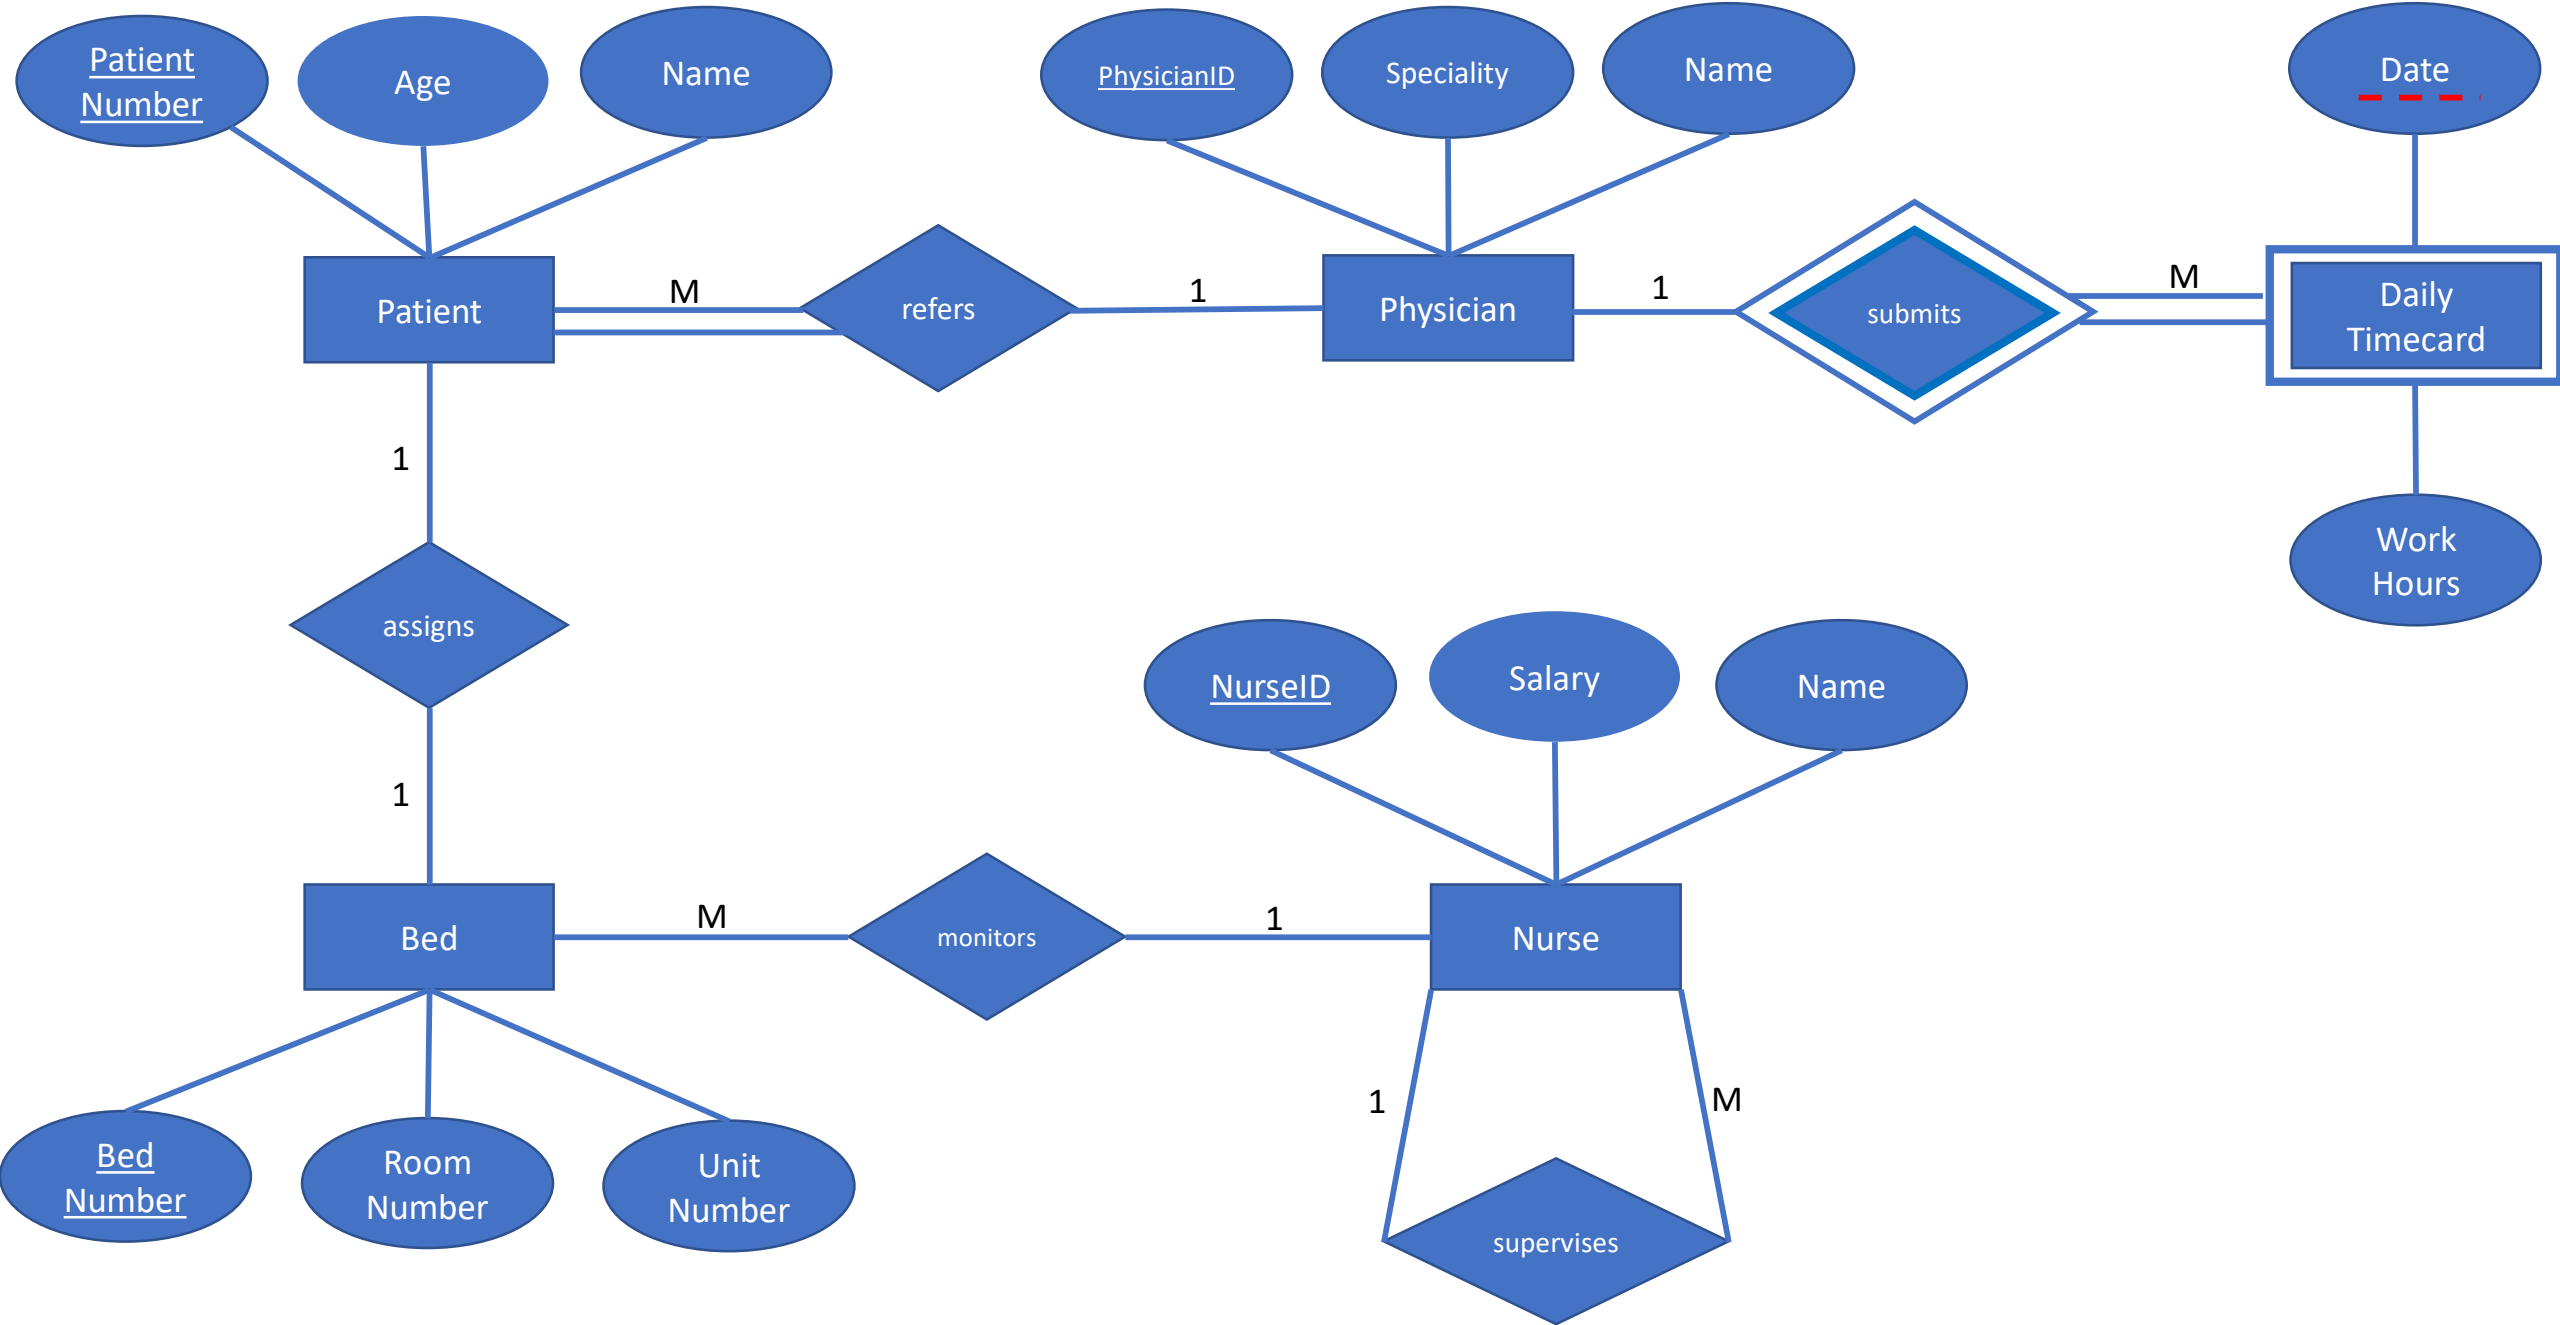 Patient
Number
Age
Name
PhysicianID
Speciality
Name
Date
Patient
M
refers
1
Physician
1
submits
M
Daily
Timecard
1
Work
Hours
assigns
NurseID
Salary
Name
1
Bed
M
monitors
1
Nurse
1
M
Bed
Number
Room
Number
Unit
Number
supervises